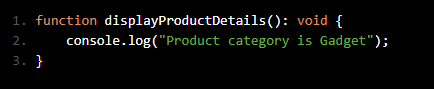 1. function displayProductDetails(): void {
2.     console.log("Product category is Gadget");
3. }